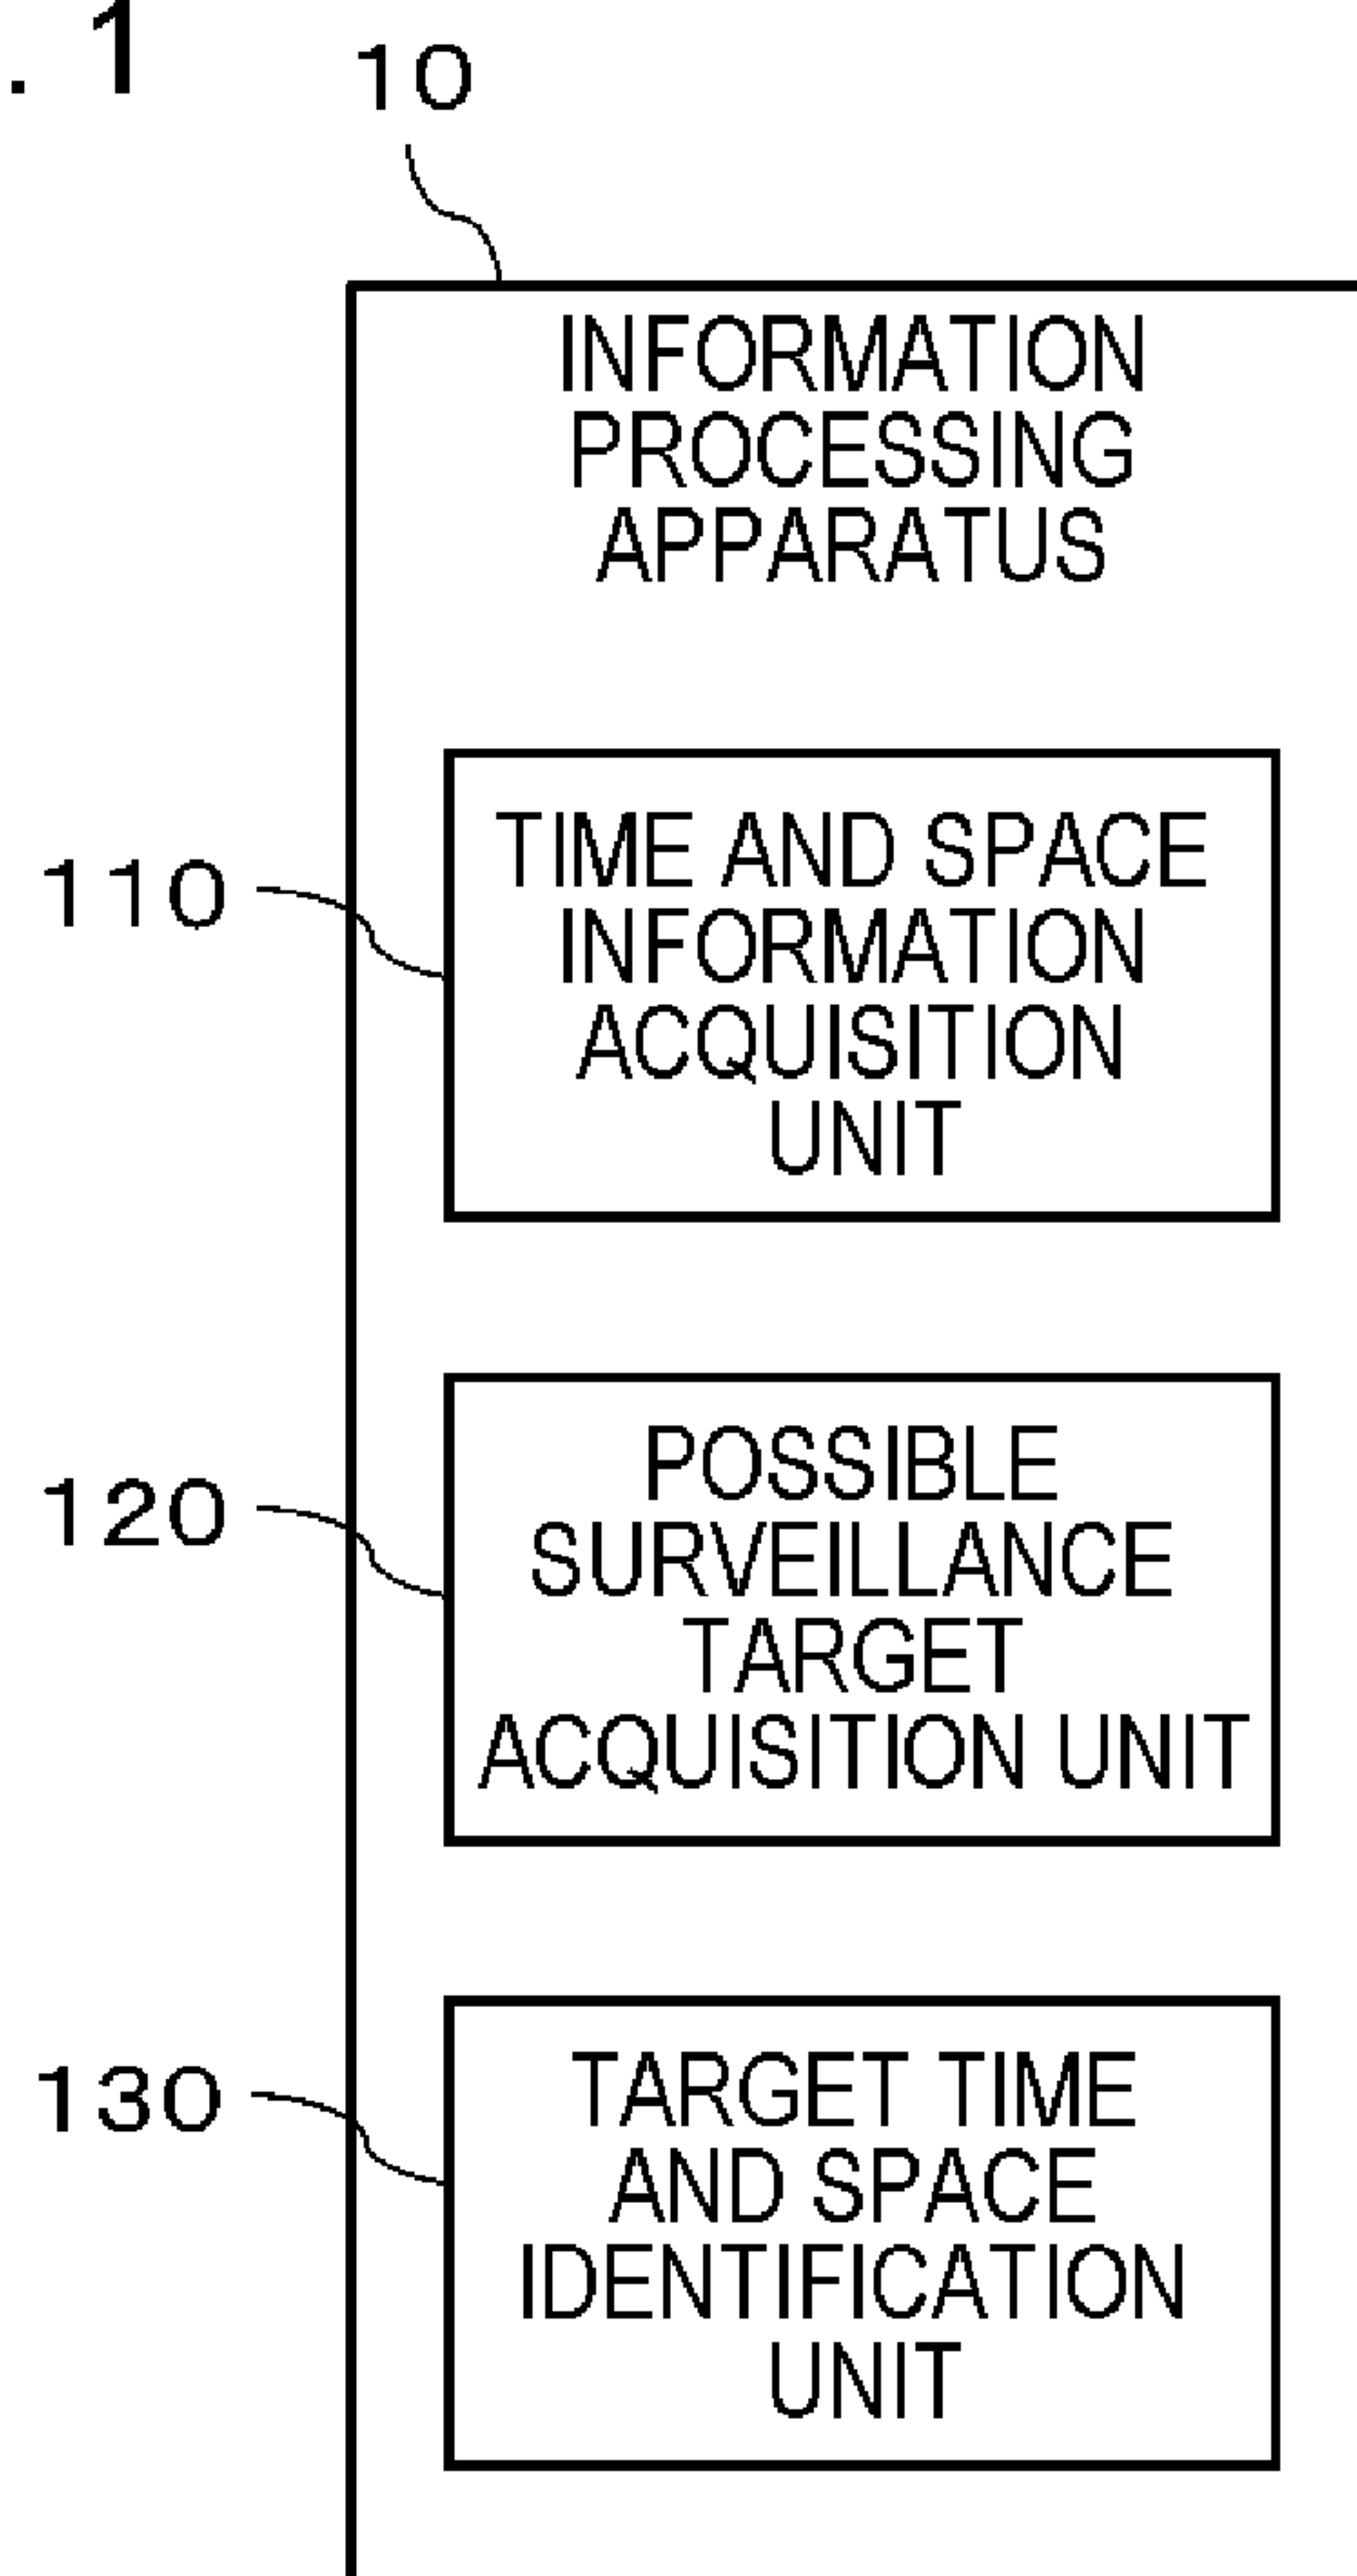 . 1
10
INFORMATION
PROCESSING
APPARATUS
110
TIME AND SPACE
INFORMATION
ACQUISITION
UNIT
120
POSSIBLE
SURVEILLANCE
TARGET
ACQUISITION UNIT
130
TARGET TIME
AND SPACE
IDENTIFICATION
UNIT